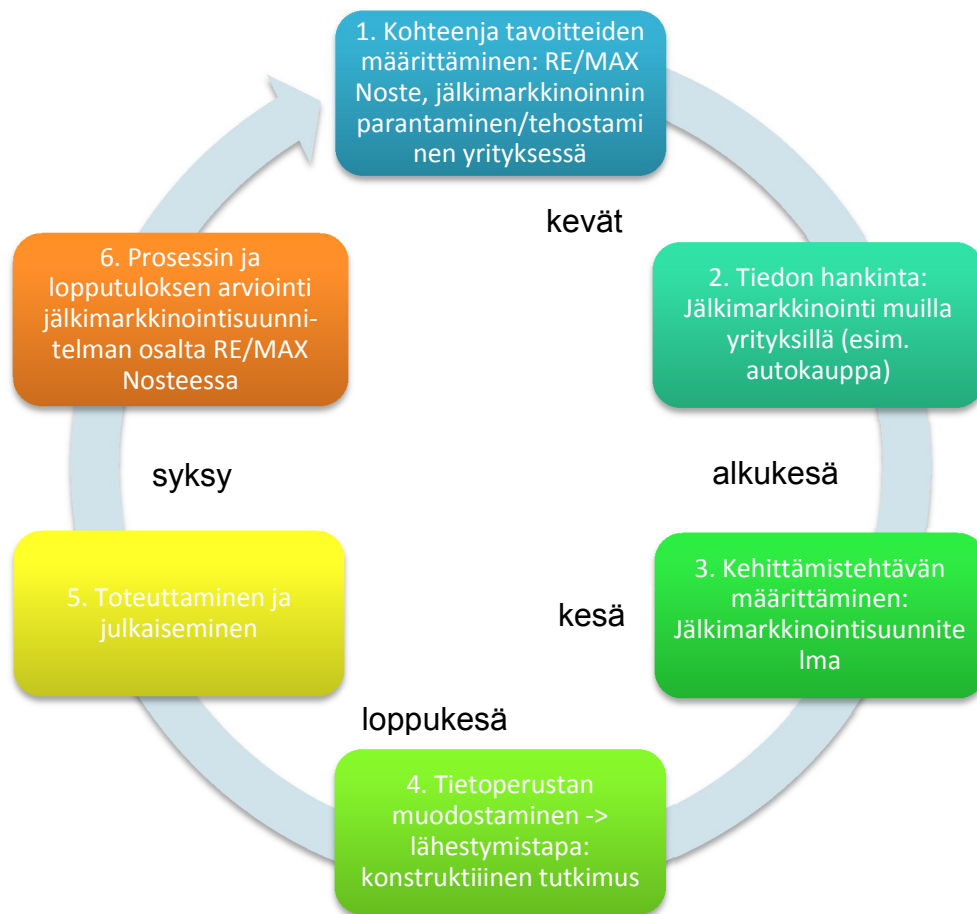 1. Kohteenja tavoitteiden
määrittäminen: RE/MAX
Noste, jälkimarkkinoinnin
parantaminen/tehostami
nen yrityksessä
kevät
2. Tiedon hankinta:
Jälkimarkkinointi muilla
yrityksillä (esim.
autokauppa)
alkukesä
3. Kehittämistehtävän
määrittäminen:
Jälkimarkkinointisuunnite
lma
kesä
loppukesä
4. Tietoperustan
muodostaminen ->
lähestymistapa:
konstruktiiinen tutkimus
5. Toteuttaminen ja
julkaiseminen
syksy
6. Prosessin ja
lopputuloksen arviointi
jälkimarkkinointisuunni-
telman osalta RE/MAX
Nosteessa